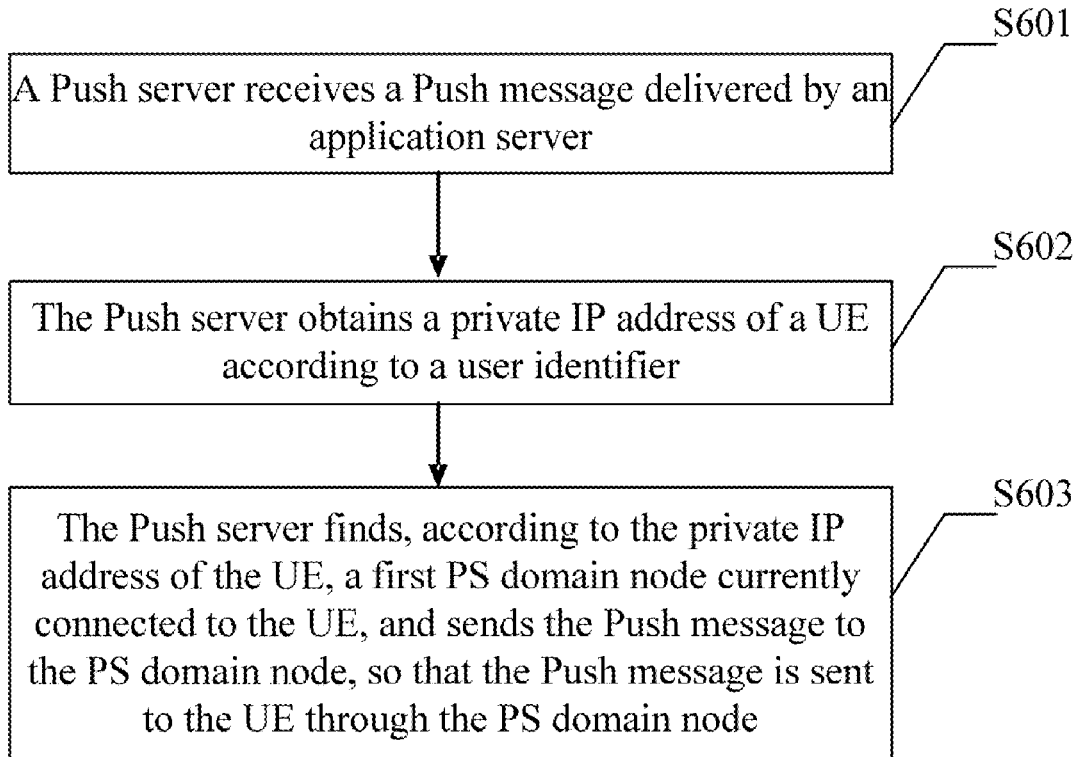 S601
A Push server receives a Push message delivered by an
application server
S602
The Push server obtains a private IP address of a UE
according to a user identifier
S603
The Push server finds, according to the private IP
address of the UE, a first PS domain node currently
connected to the UE, and sends the Push message to
the PS domain node, so that the Push message is sent
to the UE through the PS domain node